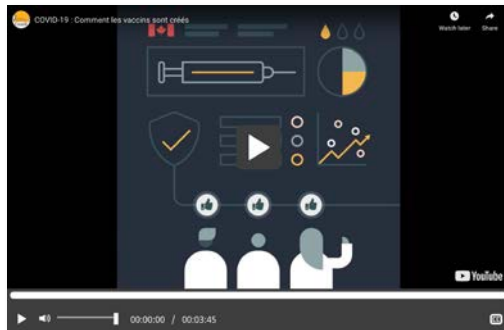 COVID-19 : Comment les vaccins sont créés
Watch later
Share
YouTube
00:00:00 / 00:03:45